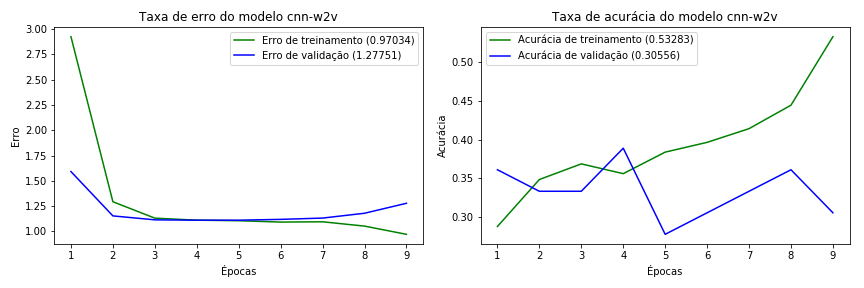 Taxa de erro do modelo cnn-w2v
Erro de treinamento (0.97034)
Erro de validação (1.27751)
3.00
2.75
2.50
2.25
2.00
1.75
1.50
1.25
1.00
Erro
1 2 3 4 5 6 7 8 9
Épocas
Taxa de acurácia do modelo cnn-w2v
Acurácia de treinamento (0.53283)
Acurácia de validação (0.30556)
0.50
0.45
0.40
0.35
0.30
Acurácia
1 2 3 4 5 6 7 8 9
Épocas